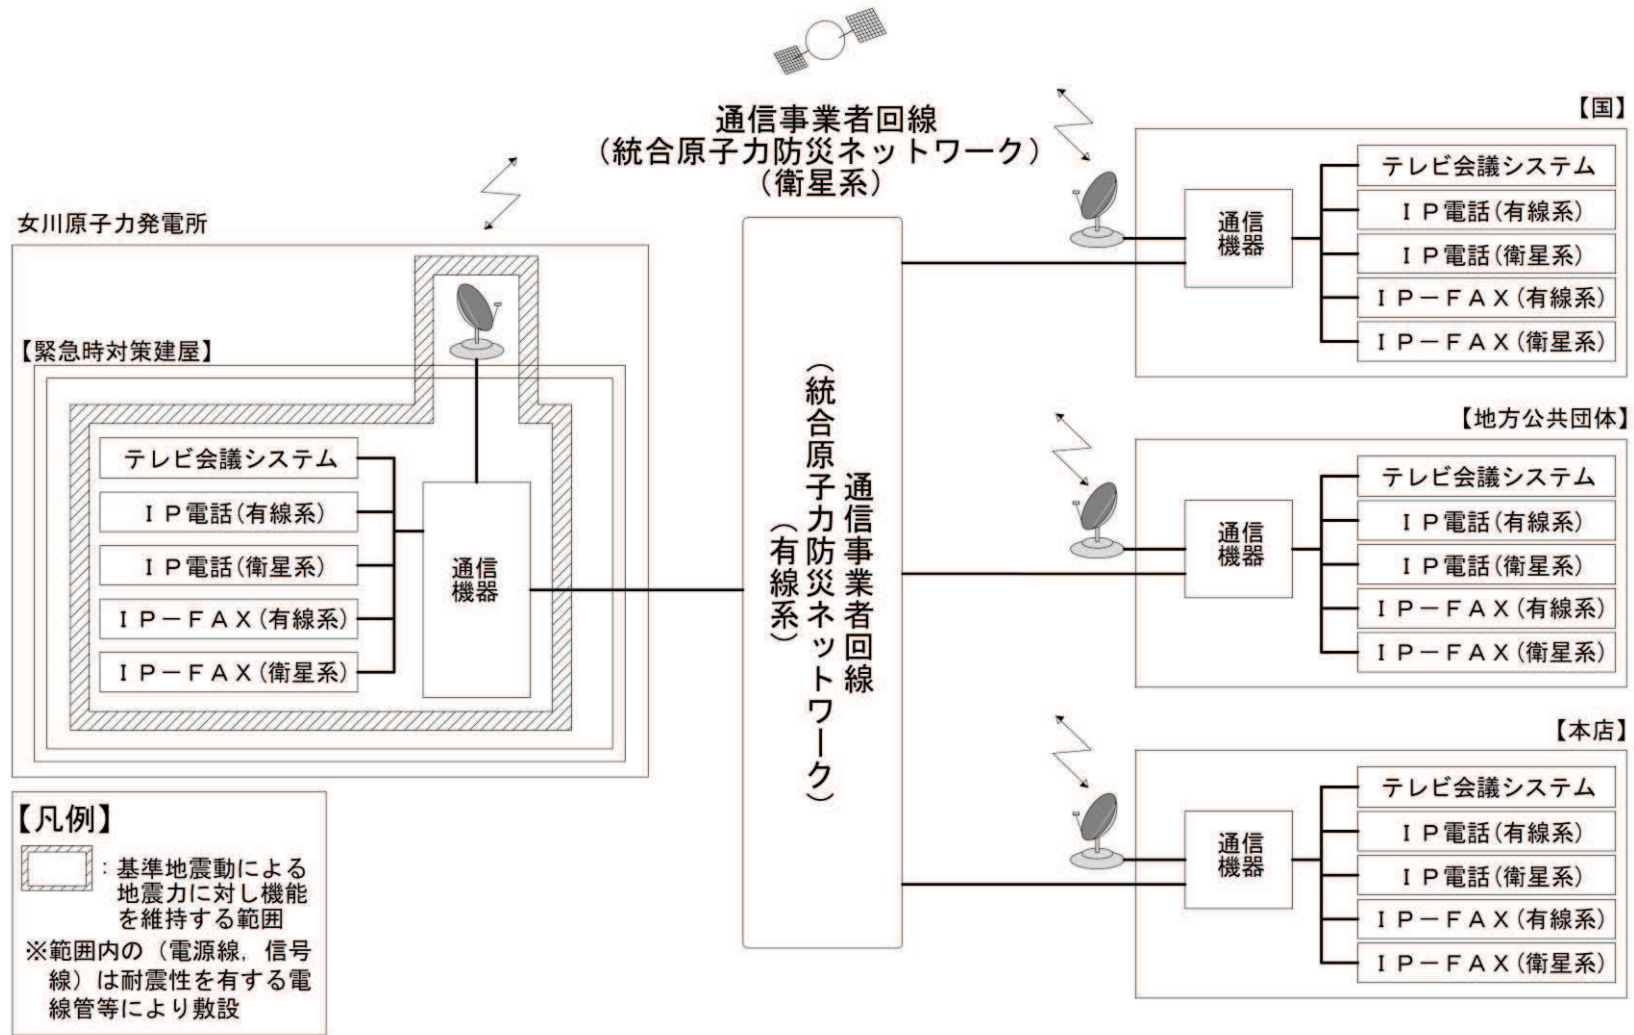 通信事業者回線
（統合原子力防災ネットワーク）
（衛星系）
女川原子力発電所
【緊急時対策建屋】
テレビ会議システム
ＩＰ電話(有線系)
ＩＰ電話(衛星系)
ＩＰ－ＦＡＸ(有線系)
ＩＰ－ＦＡＸ(衛星系)
通信
機器
通信事業者回線
（統合原子力防災ネットワーク）
（有線系）
【国】
通信
機器
テレビ会議システム
ＩＰ電話(有線系)
ＩＰ電話(衛星系)
ＩＰ－ＦＡＸ(有線系)
ＩＰ－ＦＡＸ(衛星系)
【地方公共団体】
通信
機器
テレビ会議システム
ＩＰ電話(有線系)
ＩＰ電話(衛星系)
ＩＰ－ＦＡＸ(有線系)
ＩＰ－ＦＡＸ(衛星系)
【本店】
通信
機器
テレビ会議システム
ＩＰ電話(有線系)
ＩＰ電話(衛星系)
ＩＰ－ＦＡＸ(有線系)
ＩＰ－ＦＡＸ(衛星系)
【凡例】
：基準地震動による
地震力に対し機能
を維持する範囲
※範囲内の（電源線，信号
線）は耐震性を有する電
線管等により敷設